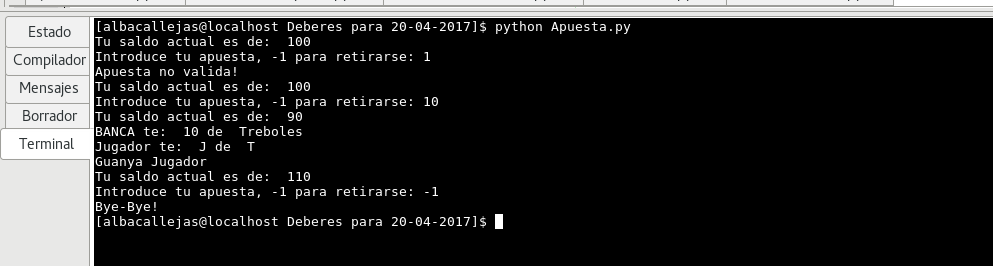 Estado
Compilador
Mensajes
Borrador
Terminal
[albacallejas@localhost Deberes para 20-04-2017]$ python Apuesta.py
Tu saldo actual es de:  100
Introduce tu apuesta, -1 para retirarse: 1
Apuesta no valida!
Tu saldo actual es de:  100
Introduce tu apuesta, -1 para retirarse: 10
Tu saldo actual es de:  90
BANCA te:  10 de  Treboles
Jugador te:  J de  T
Guanya Jugador
Tu saldo actual es de:  110
Introduce tu apuesta, -1 para retirarse: -1
Bye-Bye!
[albacallejas@localhost Deberes para 20-04-2017]$